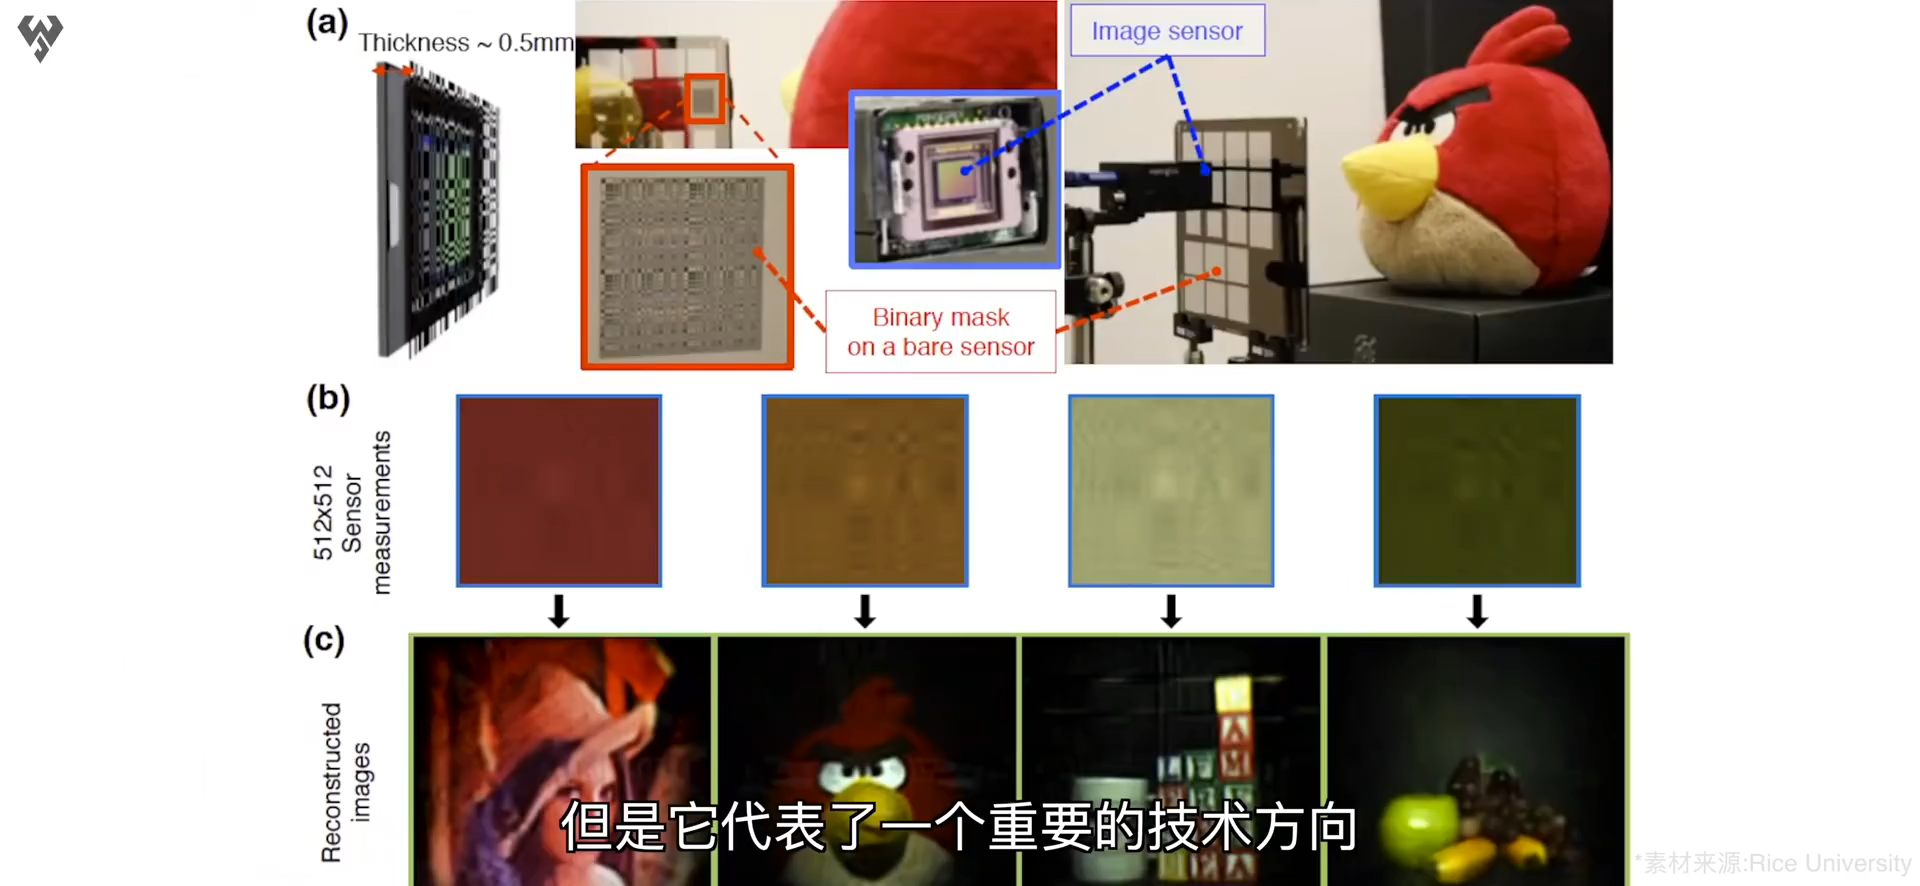 (a)
Thickness ~ 0.5mm
Image sensor
Binary mask
on a bare sensor
(b)
512x512
Sensor
measurements
(c)
Reconstructed
images
但是它代表了一个重要的技术方向
*素材来源:Rice University